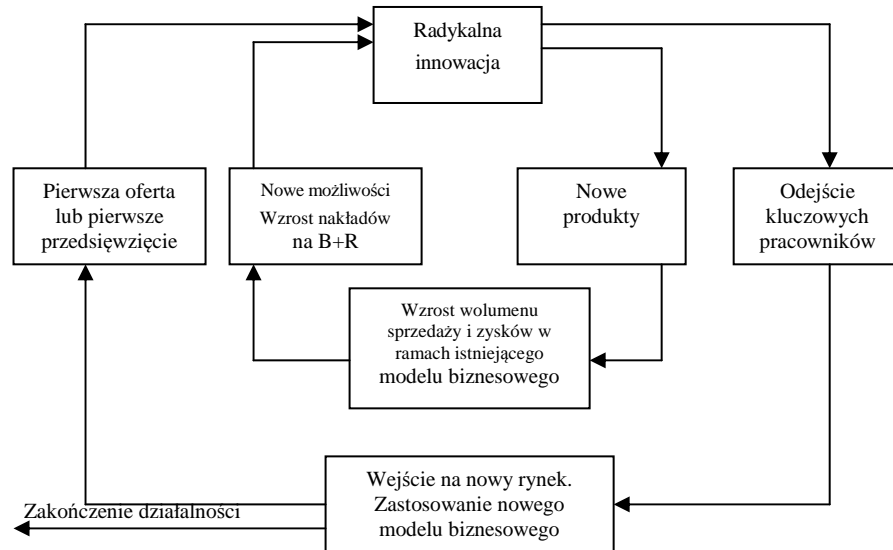 Radykalna
innowacja
Pierwsza oferta
lub pierwsze
przedsięwzięcie
Nowe możliwości
Wzrost nakładów
na B+R
Nowe
produkty
Odejście
kluczowych
pracowników
Wzrost wolumenu
sprzedaży i zysków w
ramach istniejącego
modelu biznesowego
Wejście na nowy rynek.
Zastosowanie nowego
modelu biznesowego
Zakończenie działalności